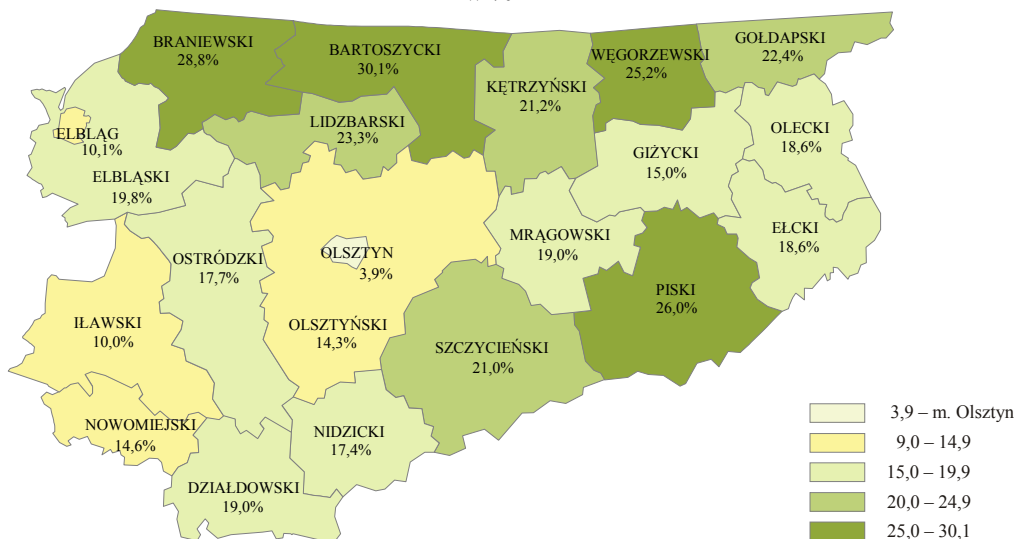 BRANIEWSKI
28,8%
BARTOSZYCKI
30,1%
KĘTRZYŃSKI
21,2%
WĘGORZEWSKI
25,2%
GOŁDAPSKI
22,4%
ELBLĄG
10,1%
ELBLĄSKI
19,8%
LIDZBARSKI
23,3%
GIŻYCKI
15,0%
OLECKI
18,6%
OSTRÓDZKI
17,7%
OLSZTYN
3,9%
MRĄGOWSKI
19,0%
EŁCKI
18,6%
IŁAWSKI
10,0%
OLSZTYŃSKI
14,3%
SZCZYCIEŃSKI
21,0%
PISKI
26,0%
NOWOMIEJSKI
14,6%
NIDZICKI
17,4%
DZIAŁDOWSKI
19,0%
3,9 – m. Olsztyn
9,0 – 14,9
15,0 – 19,9
20,0 – 24,9
25,0 – 30,1